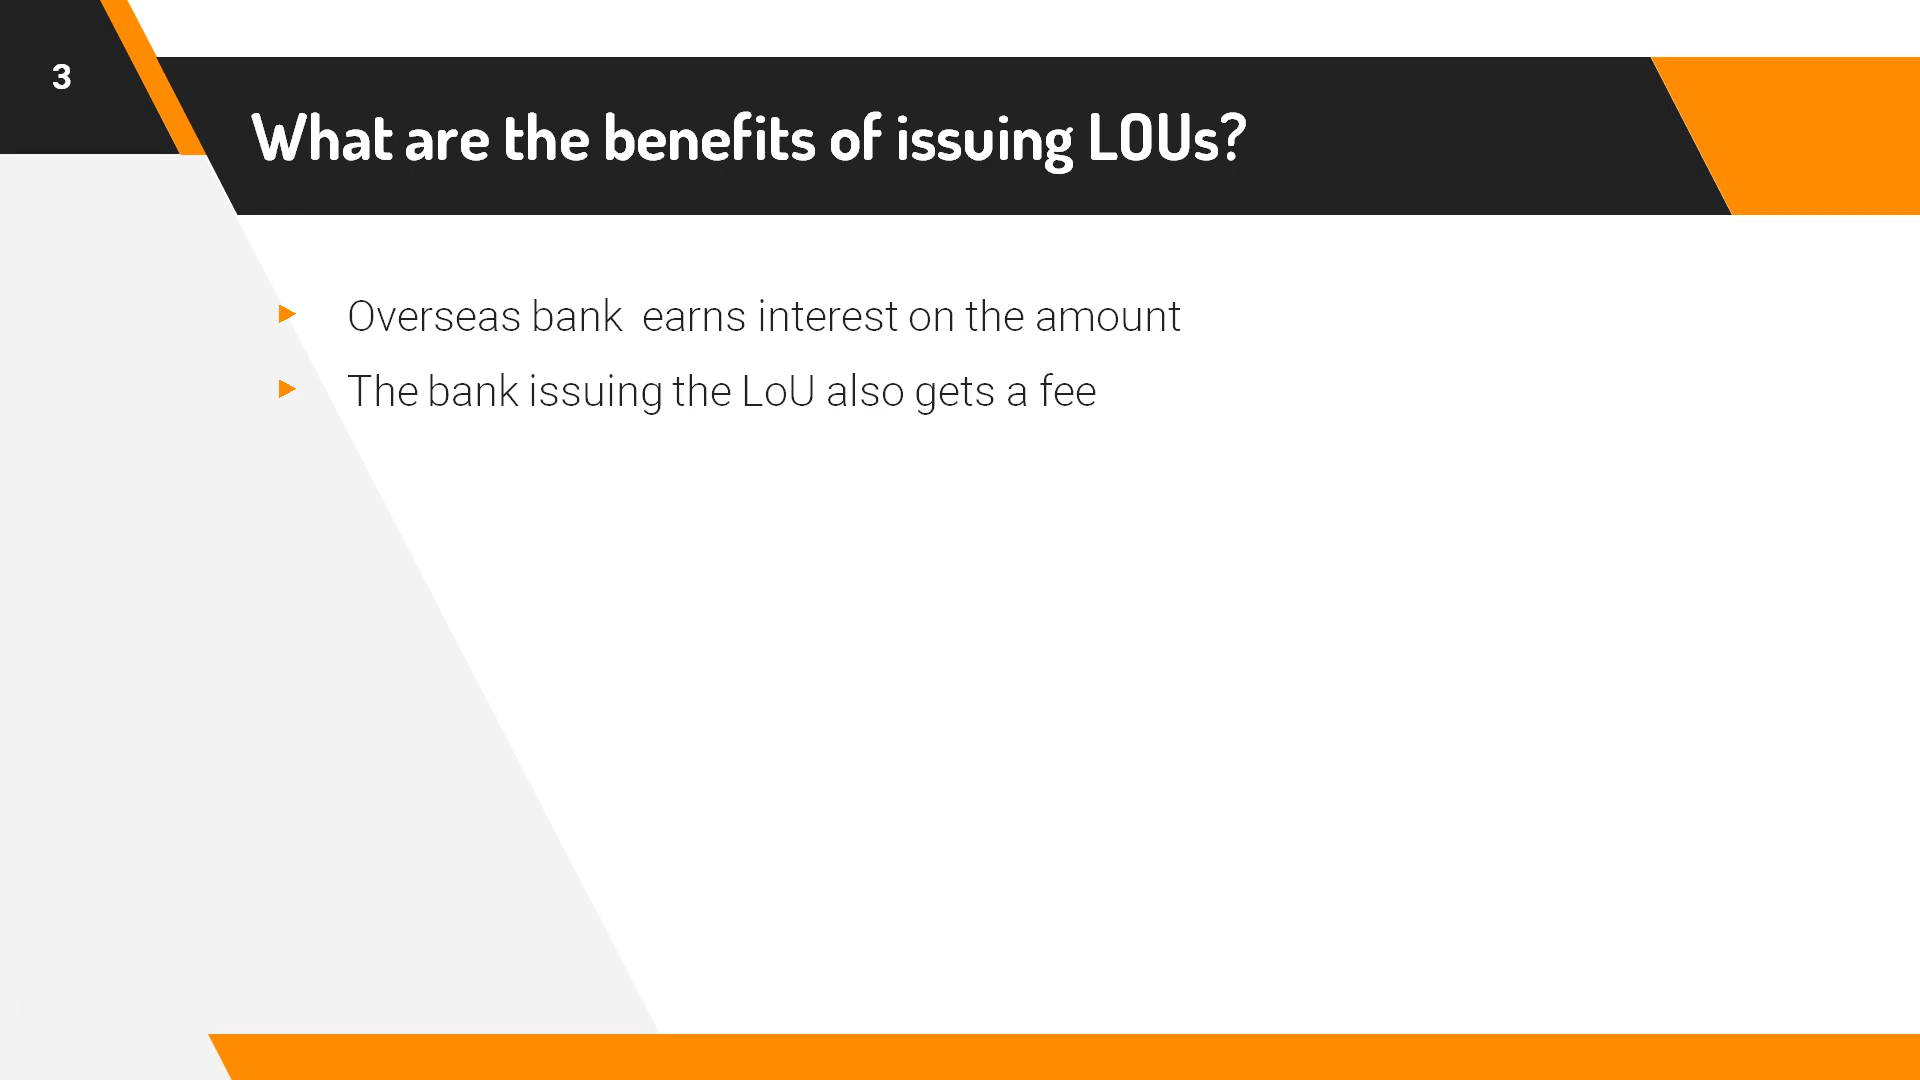 3
What are the benefits of issuing LOUs?
Overseas bank  earns interest on the amount
The bank issuing the LoU also gets a fee